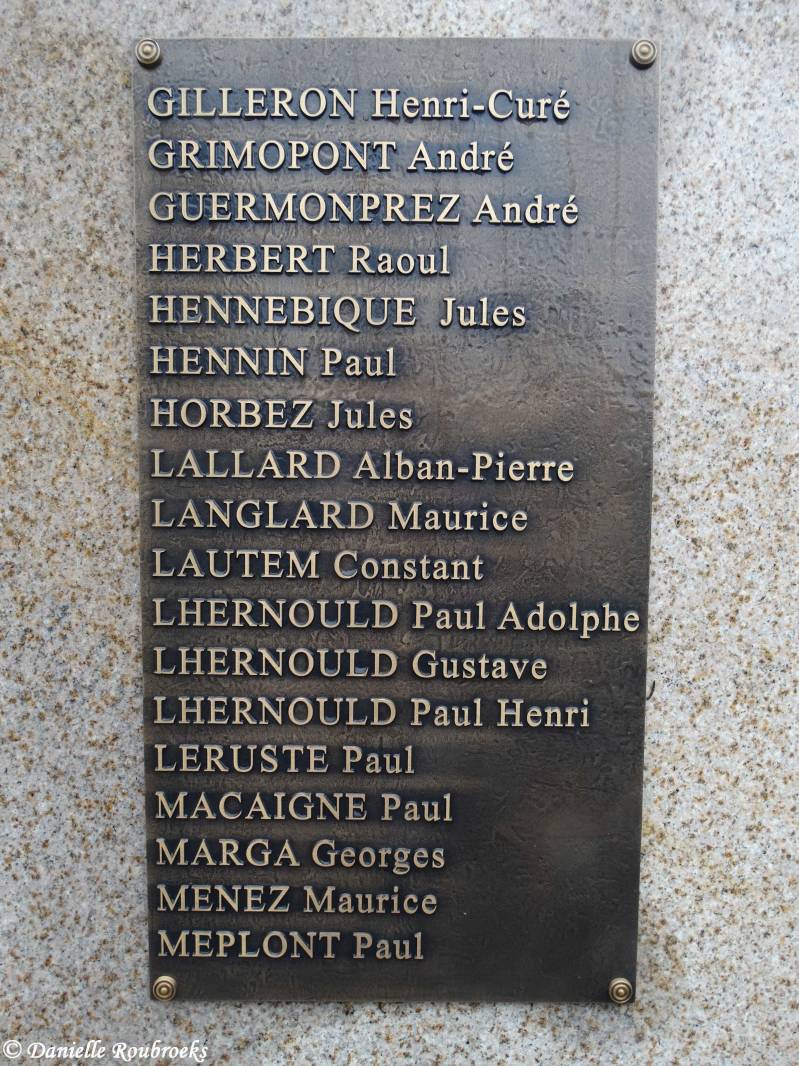 GILLERON Henri-Curé
GRIMOPONT André
GUERMONPREZ André
HERBERT Raoul
HENNEBIQUE Jules
HENNIN Paul
HORBEZ Jules
LALLARD Alban-Pierre
LANGLARD Maurice
LAUTEM Constant
LHERNOULD Paul Adolphe
LHERNOULD Gustave
LHERNOULD Paul Henri
LERUSTE Paul
MACAIGNE Paul
MARGA Georges
MENEZ Maurice
MEPLONT Paul
© Danielle Roubroeks